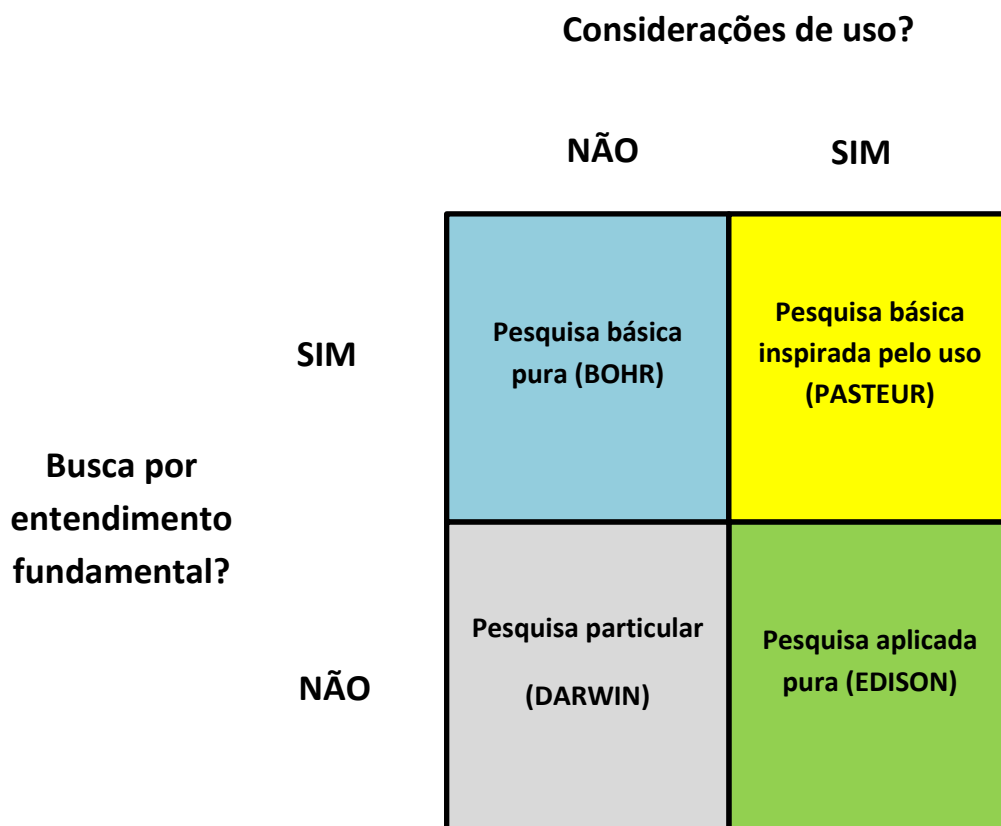 Considerações de uso?
NÃO
SIM
SIM
Pesquisa básica
pura (BOHR)
Pesquisa básica
inspirada pelo uso
(PASTEUR)
Busca por
entendimento
fundamental?
NÃO
Pesquisa particular
(DARWIN)
Pesquisa aplicada
pura (EDISON)